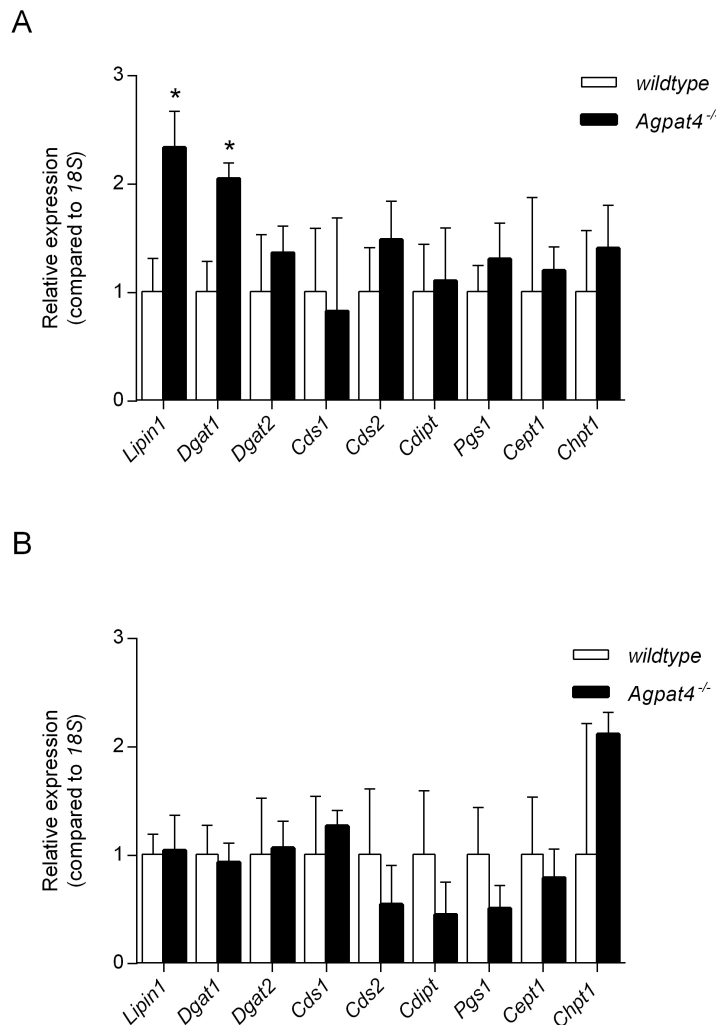 A
3
2
1
0
Relative expression
(compared to 18S)
*
*
wildtype
Agpat4 -/-
Lipin1
Dgat1
Dgat2
Cds1
Cds2
Cdipt
Pgs1
Cept1
Chpt1
B
3
2
1
0
Relative expression
(compared to 18S)
wildtype
Agpat4 -/-
Lipin1
Dgat1
Dgat2
Cds1
Cds2
Cdipt
Pgs1
Cept1
Chpt1